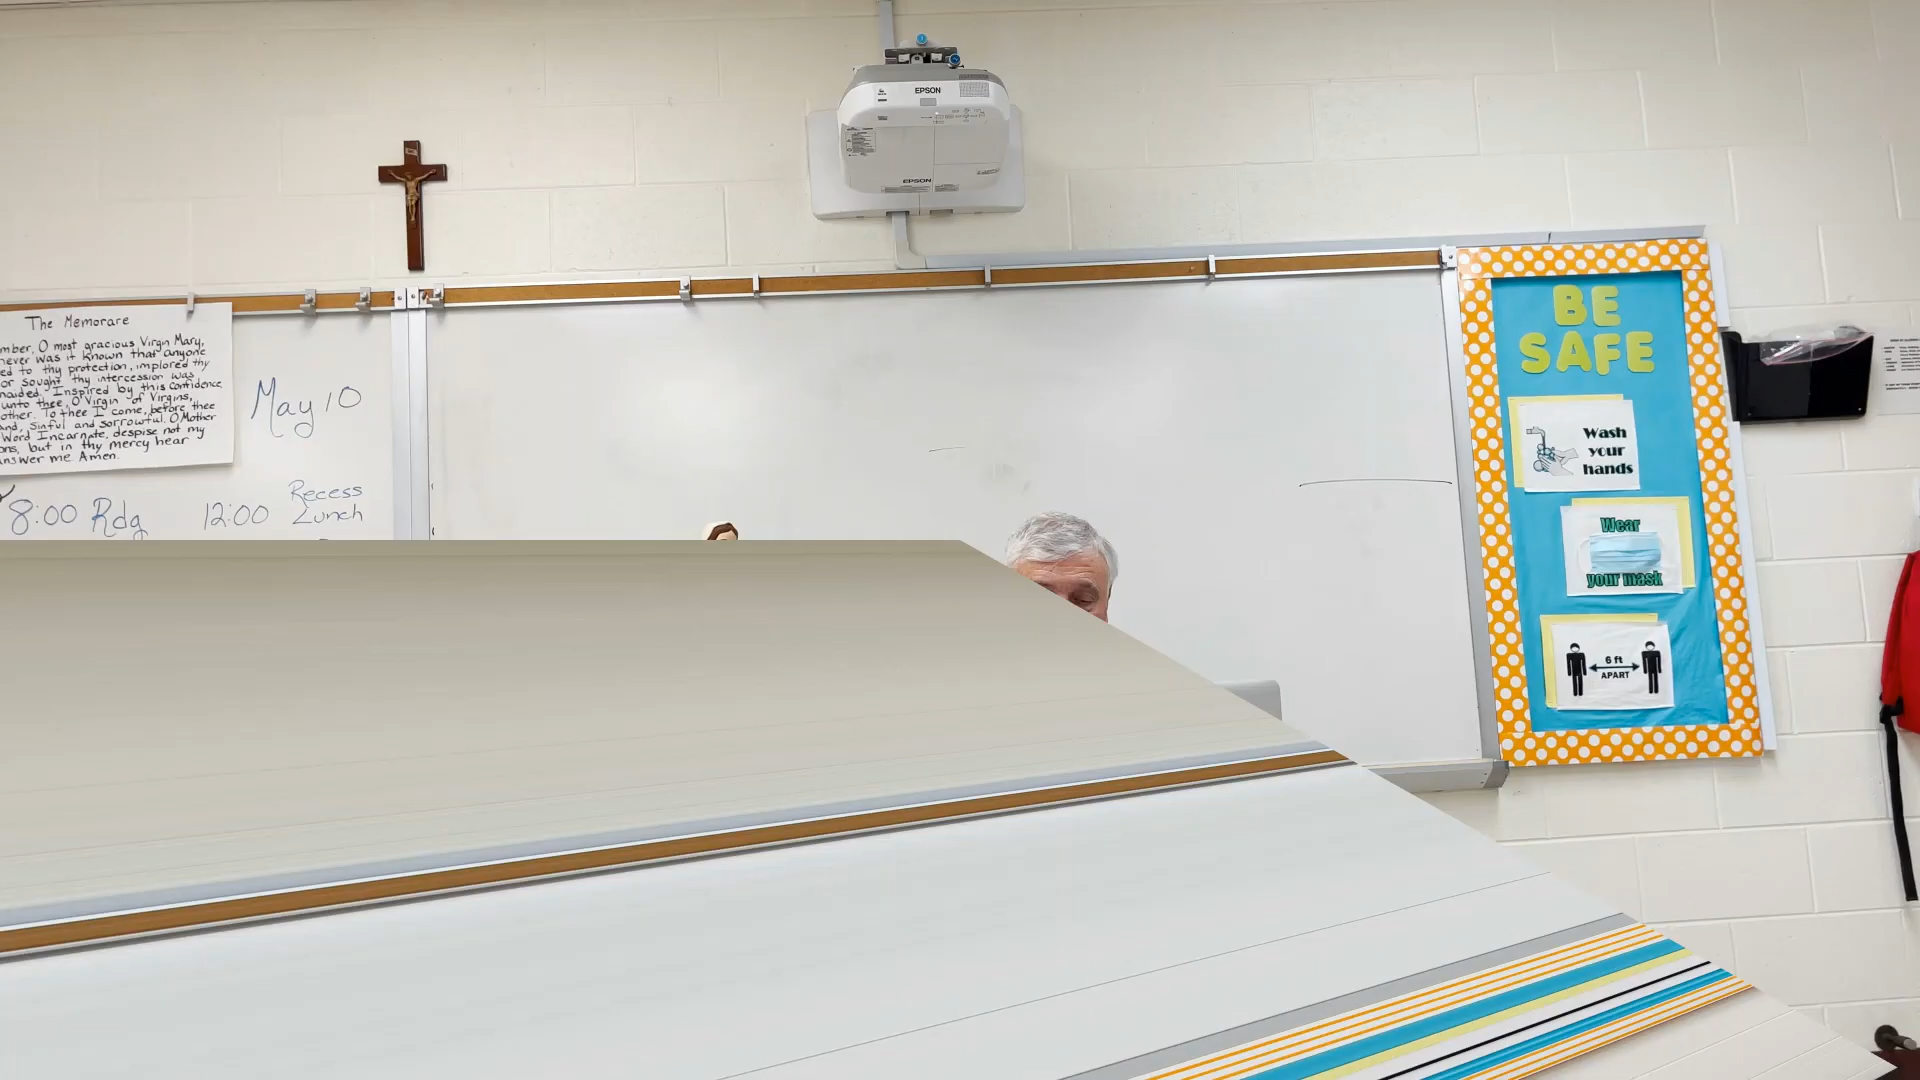 EPSON
EPSON
The Memorare
mber, O most gracious Virgin Mary,
never was it known that anyone
ed to thy protection, implored thy
or sought thy intercession was
naided. Inspired by this confidence
unto thee, O Virgin of Virgins,
other. To thee I come, before thee
and, sinful and sorrowful. O Mother
Word Incarnate, despise not my
ons, but in thy mercy hear
answer me. Amen.
May 10
8:00 Rdg
12:00 Recess
Lunch
BE
SAFE
Wash
your
hands
Wear
your mask
6 ft
APART